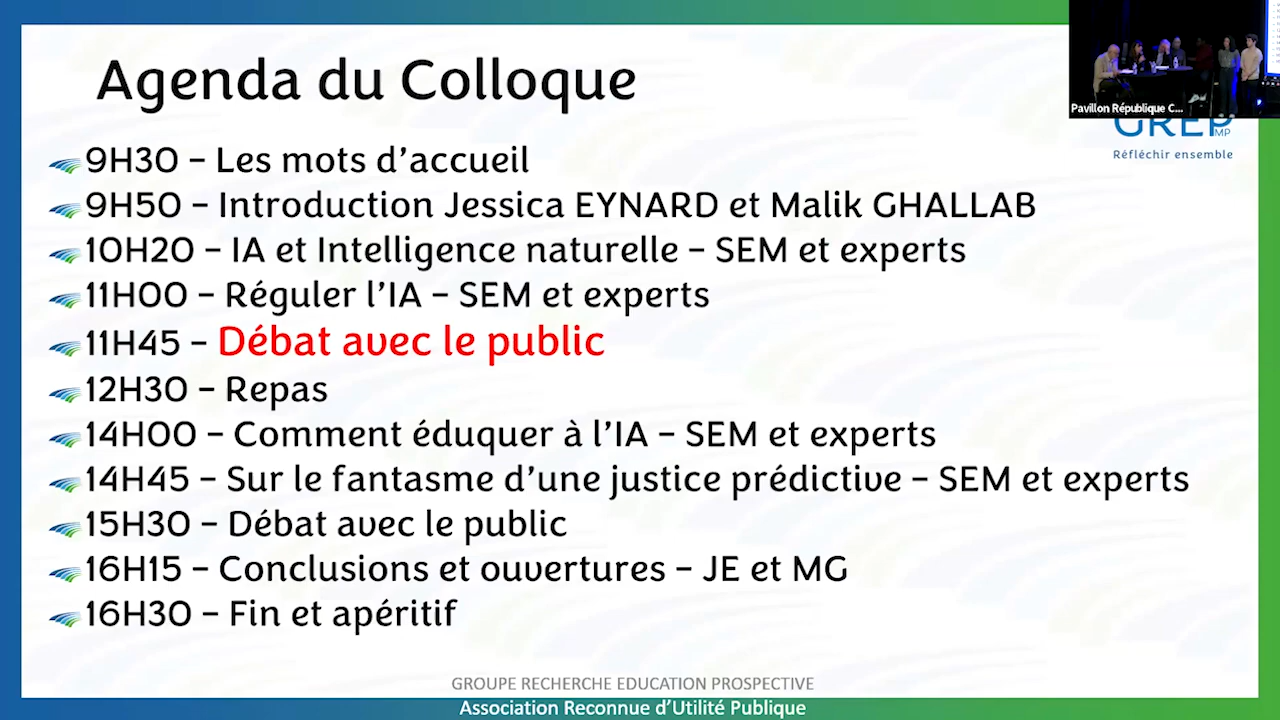 Agenda du Colloque
Pavillon République C...
GREP MP
Réfléchir ensemble
9H30 – Les mots d'accueil
9H50 – Introduction Jessica EYNARD et Malik GHALLAB
10H20 – IA et Intelligence naturelle – SEM et experts
11H00 – Réguler l'IA – SEM et experts
11H45 – Débat avec le public
12H30 – Repas
14H00 – Comment éduquer à l'IA – SEM et experts
14H45 – Sur le fantasme d'une justice prédictive – SEM et experts
15H30 – Débat avec le public
16H15 – Conclusions et ouvertures – JE et MG
16H30 – Fin et apéritif
GROUPE RECHERCHE EDUCATION PROSPECTIVE
Association Reconnue d'Utilité Publique